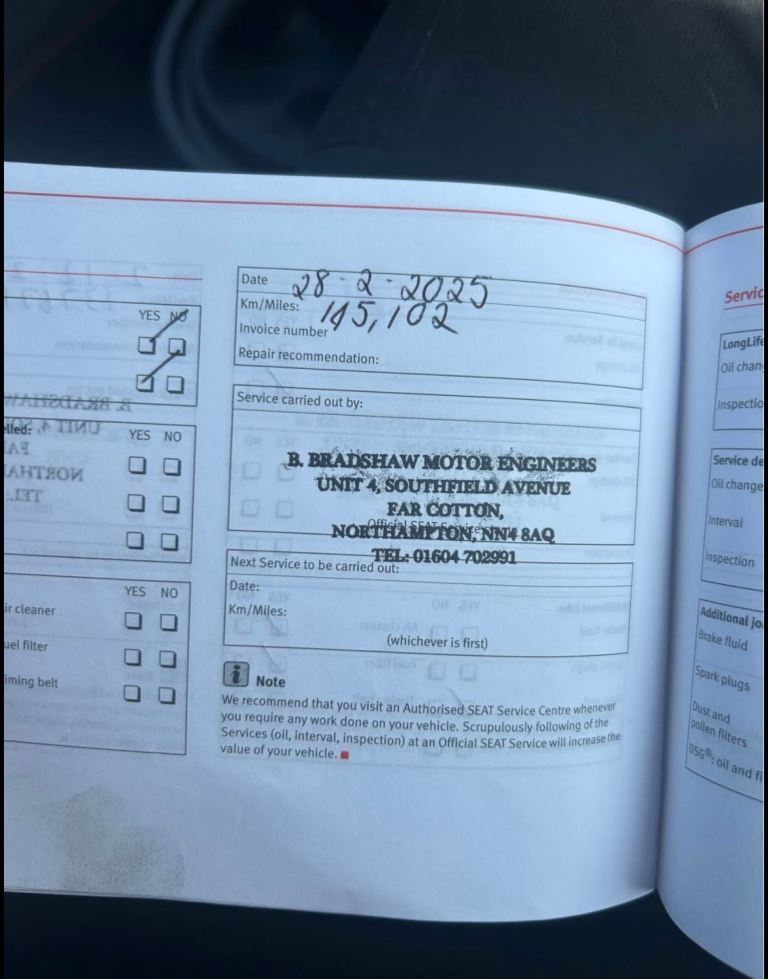 YES NO
elled:
YES NO
YES NO
ir cleaner
uel filter
iming belt
Date 28-2-2025
Km/Miles: 145,102
Invoice number
Repair recommendation:
Service carried out by:
B. BRADSHAW MOTOR ENGINEERS
UNIT 4, SOUTHFIELD AVENUE
FAR COTTON,
Official SEAT Service
NORTHAMPTON, NN4 8AQ
TEL: 01604 702991
Next Service to be carried out:
Date:
Km/Miles:
(whichever is first)
i Note
We recommend that you visit an Authorised SEAT Service Centre whenever
you require any work done on your vehicle. Scrupulously following of the
Services (oil, interval, inspection) at an Official SEAT Service will increase the
value of your vehicle.
Servic
LongLife
Oil chan
Inspectio
Service de
Oil change
Interval
Inspection
Additional jo
Brake fluid
Spark plugs
Dust and
pollen filters
DSG®: oil and fi